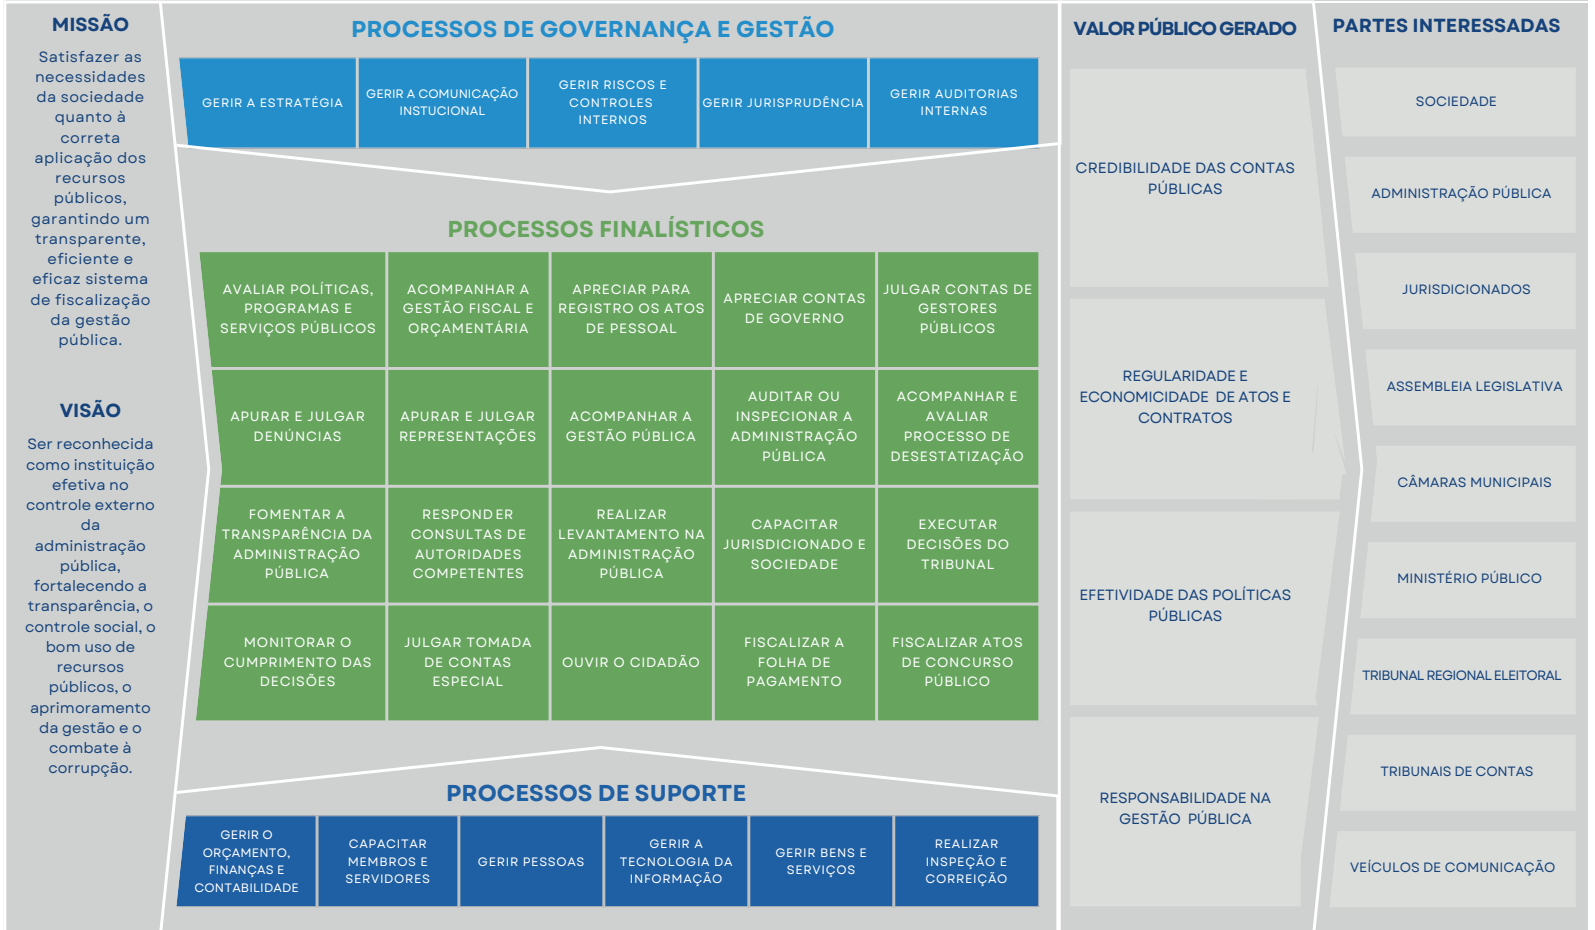 MISSÃO
Satisfazer as
necessidades
da sociedade
quanto à
correta
aplicação dos
recursos
públicos,
garantindo um
transparente,
eficiente e
eficaz sistema
de fiscalização
da gestão
pública.
VISÃO
Ser reconhecida
como instituição
efetiva no
controle externo
da
administração
pública,
fortalecendo a
transparência, o
controle social, o
bom uso de
recursos
públicos, o
aprimoramento
da gestão e o
combate à
corrupção.
PROCESSOS DE GOVERNANÇA E GESTÃO
GERIR A ESTRATÉGIA
GERIR A COMUNICAÇÃO
INSTUCIONAL
GERIR RISCOS E
CONTROLES
INTERNOS
GERIR JURISPRUDÊNCIA
GERIR AUDITORIAS
INTERNAS
PROCESSOS FINALÍSTICOS
AVALIAR POLÍTICAS,
PROGRAMAS E
SERVIÇOS PÚBLICOS
ACOMPANHAR A
GESTÃO FISCAL E
ORÇAMENTÁRIA
APRECIAR PARA
REGISTRO OS ATOS
DE PESSOAL
APRECIAR CONTAS
DE GOVERNO
JULGAR CONTAS DE
GESTORES
PÚBLICOS
APURAR E JULGAR
DENÚNCIAS
APURAR E JULGAR
REPRESENTAÇÕES
ACOMPANHAR A
GESTÃO PÚBLICA
AUDITAR OU
INSPECIONAR A
ADMINISTRAÇÃO
PÚBLICA
ACOMPANHAR E
AVALIAR
PROCESSO DE
DESESTATIZAÇÃO
FOMENTAR A
TRANSPARÊNCIA DA
ADMINISTRAÇÃO
PÚBLICA
RESPONDER
CONSULTAS DE
AUTORIDADES
COMPETENTES
REALIZAR
LEVANTAMENTO NA
ADMINISTRAÇÃO
PÚBLICA
CAPACITAR
JURISDICIONADO E
SOCIEDADE
EXECUTAR
DECISÕES DO
TRIBUNAL
MONITORAR O
CUMPRIMENTO DAS
DECISÕES
JULGAR TOMADA
DE CONTAS
ESPECIAL
OUVIR O CIDADÃO
FISCALIZAR A
FOLHA DE
PAGAMENTO
FISCALIZAR ATOS
DE CONCURSO
PÚBLICO
PROCESSOS DE SUPORTE
GERIR O
ORÇAMENTO,
FINANÇAS E
CONTABILIDADE
CAPACITAR
MEMBROS E
SERVIDORES
GERIR PESSOAS
GERIR A
TECNOLOGIA DA
INFORMAÇÃO
GERIR BENS E
SERVIÇOS
REALIZAR
INSPEÇÃO E
CORREIÇÃO
VALOR PÚBLICO GERADO
CREDIBILIDADE DAS CONTAS
PÚBLICAS
REGULARIDADE E
ECONOMICIDADE DE ATOS E
CONTRATOS
EFETIVIDADE DAS POLÍTICAS
PÚBLICAS
RESPONSABILIDADE NA
GESTÃO PÚBLICA
PARTES INTERESSADAS
SOCIEDADE
ADMINISTRAÇÃO PÚBLICA
JURISDICIONADOS
ASSEMBLEIA LEGISLATIVA
CÂMARAS MUNICIPAIS
MINISTÉRIO PÚBLICO
TRIBUNAL REGIONAL ELEITORAL
TRIBUNAIS DE CONTAS
VEÍCULOS DE COMUNICAÇÃO